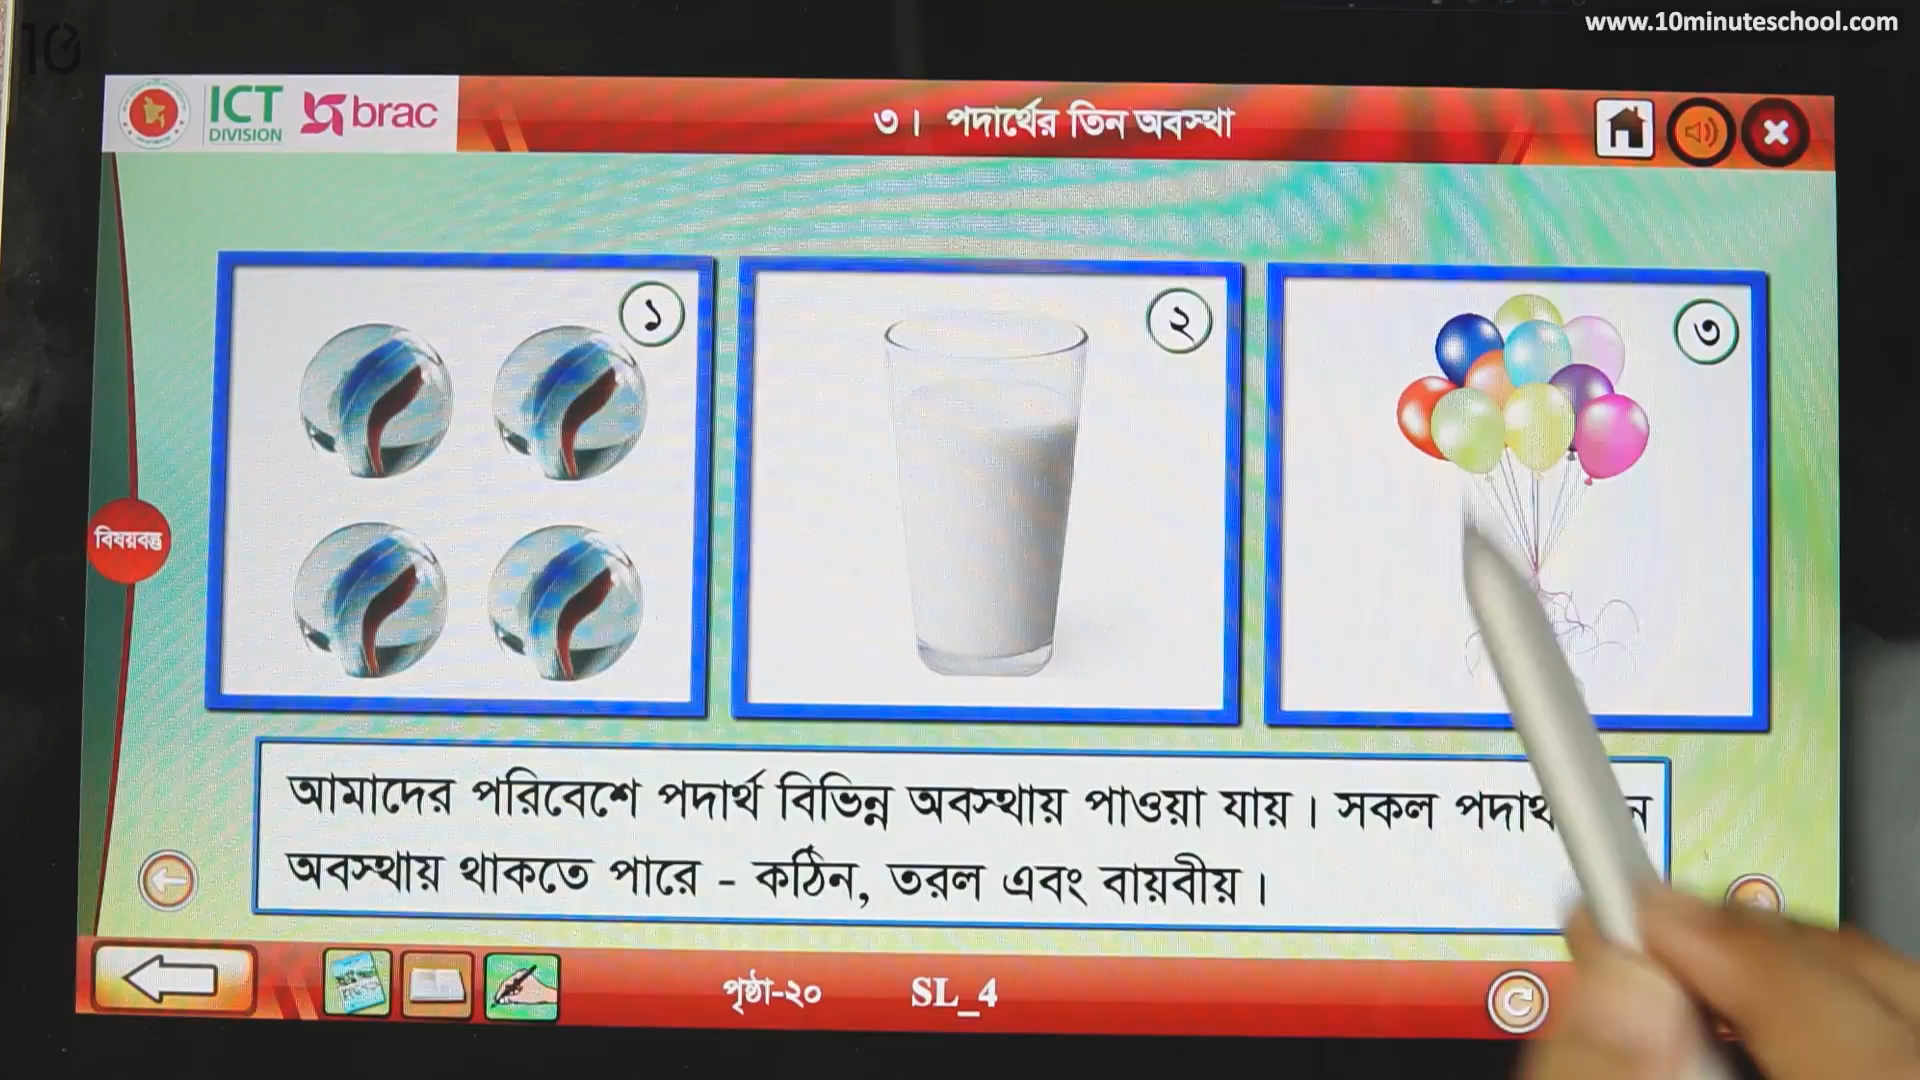 www.10minuteschool.com
10
ICT
DIVISION
brac
৩। পদার্থের তিন অবস্থা
১
২
৩
বিষয়বস্তু
আমাদের পরিবেশে পদার্থ বিভিন্ন অবস্থায় পাওয়া যায়। সকল
অবস্থায় থাকতে পারে - কঠিন, তরল এবং বায়বীয়।
পৃষ্ঠা-২০
SL_4